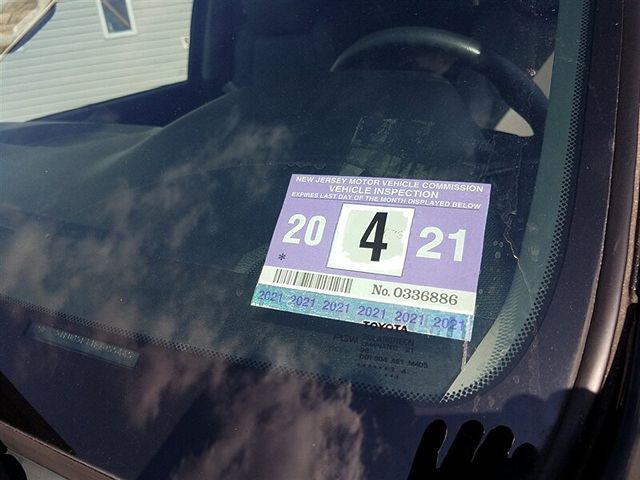 NEW JERSEY MOTOR VEHICLE COMMISSION
VEHICLE INSPECTION
EXPIRES LAST DAY OF THE MONTH DISPLAYED BELOW
20 4 21
*
No. 0336886
2021 2021 2021 2021 2021 2021
TOYOTA
PGW